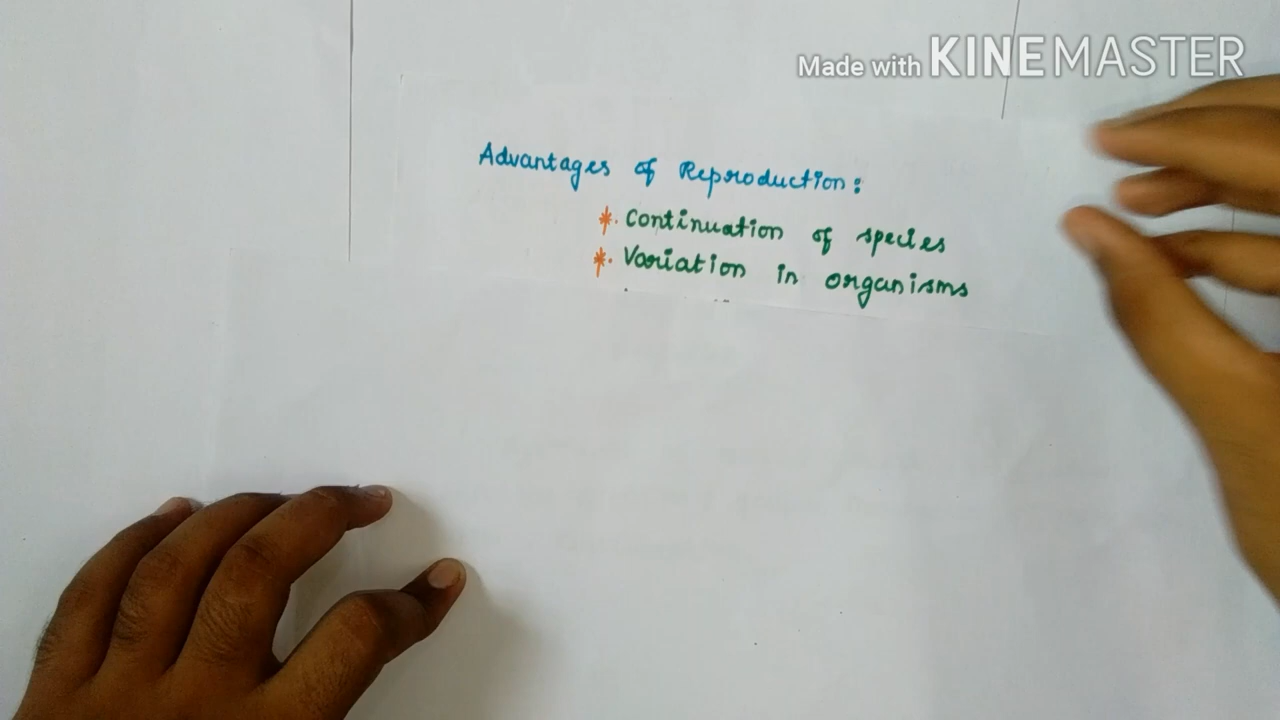 Made with KINEMASTER
Advantages of Reproduction:
*. Continuation of species
*. Variation in organisms